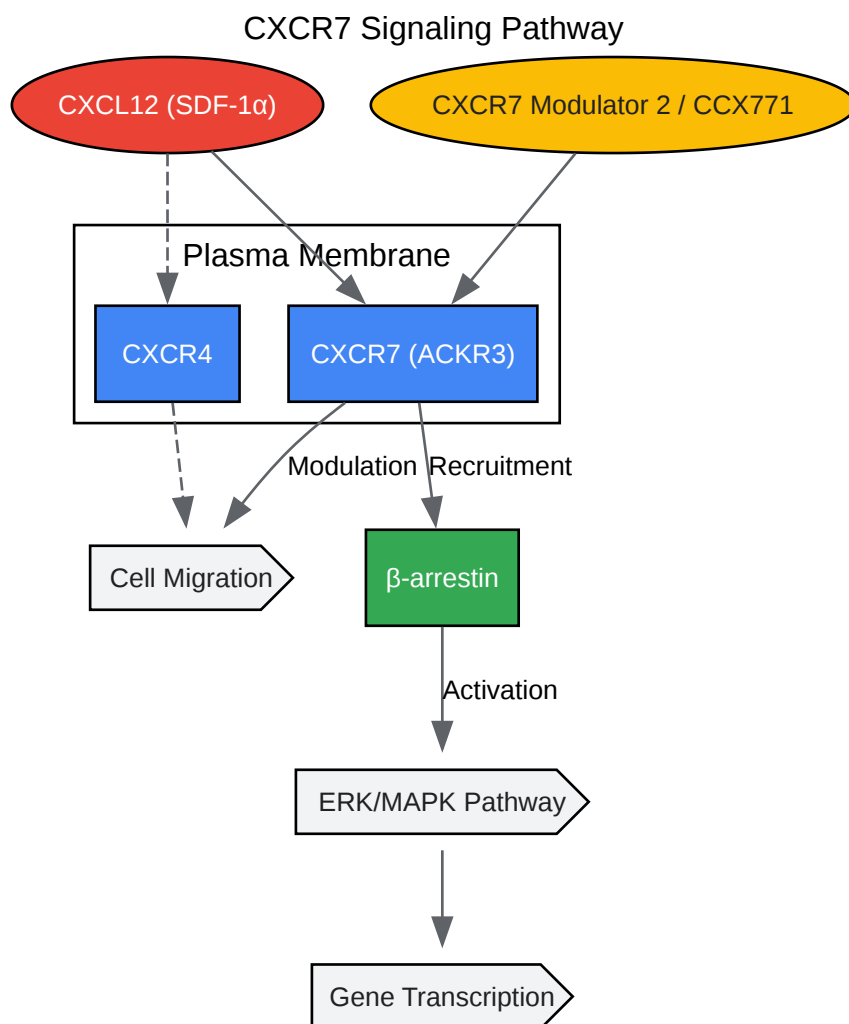 CXCR7 Signaling Pathway
CXCL12 (SDF-1α)
CXCR7 Modulator 2 / CCX771
Plasma Membrane
CXCR4
CXCR7 (ACKR3)
Modulation
Recruitment
Cell Migration
β-arrestin
Activation
ERK/MAPK Pathway
Gene Transcription